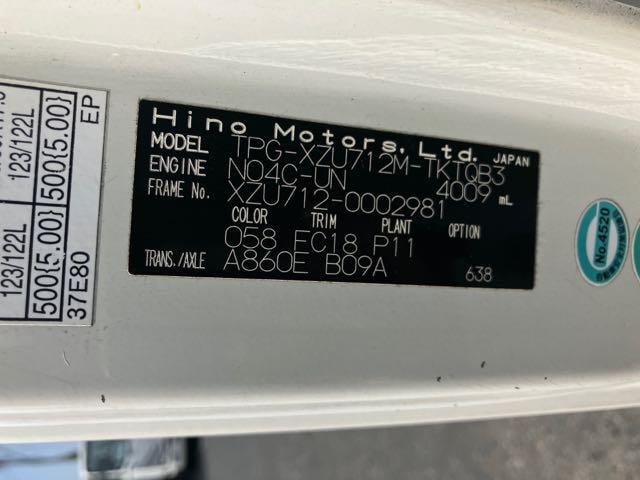 Hino Motors, Ltd. JAPAN
MODEL TPG-XZU712M-TKTQB3
ENGINE N04C-UN 4009 mL
FRAME No. XZU712-0002981
COLOR TRIM PLANT OPTION
058 EC18 P11
TRANS./AXLE A860E B09A 638
123/122L 123/122L
500{5.00} 500{5.00}
37E80 EP
No.4520